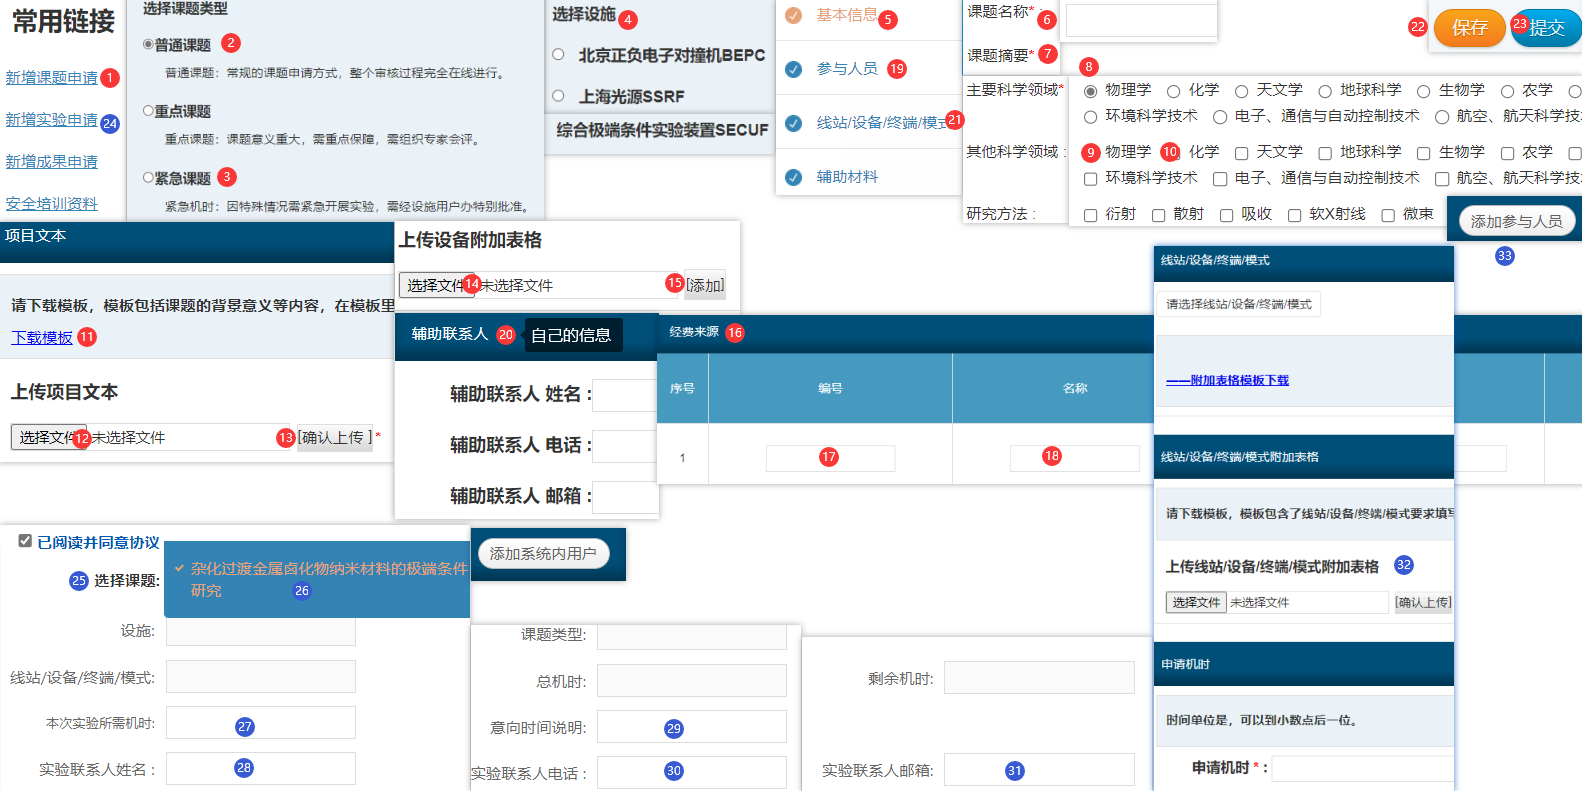 常用链接
新增课题申请 1
新增实验申请 24
新增成果申请
安全培训资料
选择课题类型
普通课题 2
普通课题：常规的课题申请方式，整个审核过程完全在线进行。
重点课题
重点课题：课题意义重大，需重点保障，需组织专家会评。
紧急课题 3
紧急机时：因特殊情况需紧急开展实验，需经设施用户办特别批准。
选择设施 4
北京正负电子对撞机BEPC
上海光源SSRF
综合极端条件实验装置SECUF
基本信息 5
参与人员 19
线站/设备/终端/模式 21
辅助材料
课题名称* : 6
课题摘要* 7
22 保存 23 提交
8
主要科学领域* 物理学 化学 天文学 地球科学 生物学 农学
环境科学技术 电子、通信与自动控制技术 航空、航天科学技
其他科学领域 : 9 物理学 10 化学 天文学 地球科学 生物学 农学
环境科学技术 电子、通信与自动控制技术 航空、航天科学技
研究方法 : 衍射 散射 吸收 软X射线 微束
添加参与人员
33
项目文本
请下载模板，模板包括课题的背景意义等内容，在模板里
下载模板 11
上传项目文本
选择文件 12 未选择文件 13 [确认上传 ] *
上传设备附加表格
选择文件 14 未选择文件 15 [添加]
辅助联系人 20 自己的信息
辅助联系人 姓名 :
辅助联系人 电话 :
辅助联系人 邮箱 :
经费来源 16
序号 编号 名称
1 17 18
线站/设备/终端/模式
请选择线站/设备/终端/模式
——附加表格模板下载
线站/设备/终端/模式附加表格
请下载模板，模板包含了线站/设备/终端/模式要求填写
上传线站/设备/终端/模式附加表格 32
选择文件 未选择文件 [确认上传]
申请机时
时间单位是，可以到小数点后一位。
申请机时 * :
已阅读并同意协议
25 选择课题: 杂化过渡金属卤化物纳米材料的极端条件
研究 26
设施:
线站/设备/终端/模式:
本次实验所需机时: 27
实验联系人姓名 : 28
添加系统内用户
课题类型:
总机时:
意向时间说明: 29
实验联系人电话 : 30
剩余机时:
实验联系人邮箱: 31